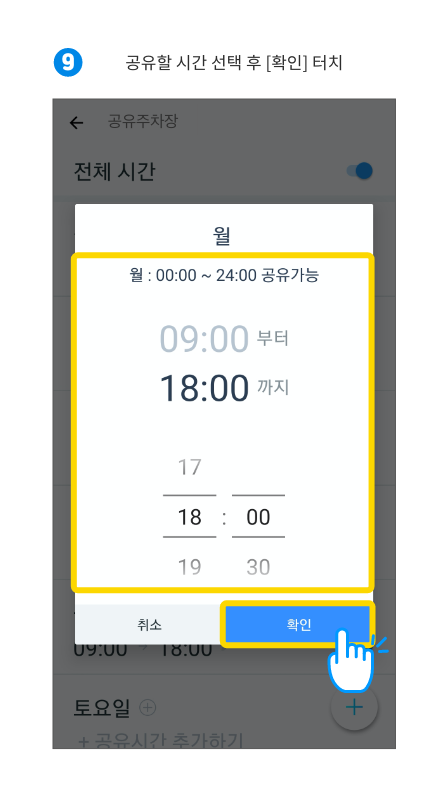 9 공유할 시간 선택 후 [확인] 터치
공유주차장
전체 시간
월
월 : 00:00 ~ 24:00 공유가능
09:00 부터
18:00 까지
17
18 : 00
19 30
취소 확인
09:00 18:00
토요일
+ 공유시간 추가하기